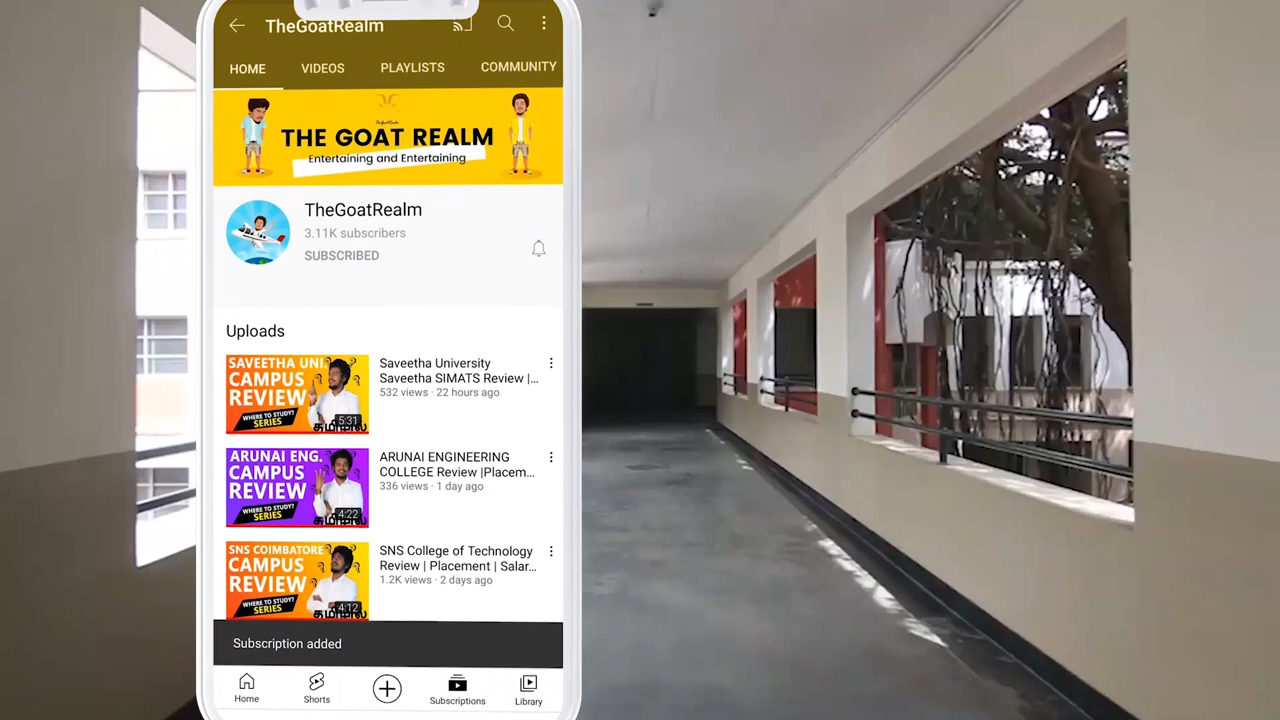 TheGoatRealm
HOME VIDEOS PLAYLISTS COMMUNITY
THE GOAT REALM
Entertaining and Entertaining
TheGoatRealm
3.11K subscribers
SUBSCRIBED
Uploads
SAVEETHA UNI.
CAMPUS
REVIEW
WHERE TO STUDY?
SERIES
5:31
தமிழில்
Saveetha University
Saveetha SIMATS Review |...
532 views · 22 hours ago
ARUNAI ENG.
CAMPUS
REVIEW
WHERE TO STUDY?
SERIES
4:22
தமிழில்
ARUNAI ENGINEERING
COLLEGE Review |Placem...
336 views · 1 day ago
SNS COIMBATORE
CAMPUS
REVIEW
WHERE TO STUDY?
SERIES
4:12
தமிழில்
SNS College of Technology
Review | Placement | Salar...
1.2K views · 2 days ago
Subscription added
Home Shorts Subscriptions Library